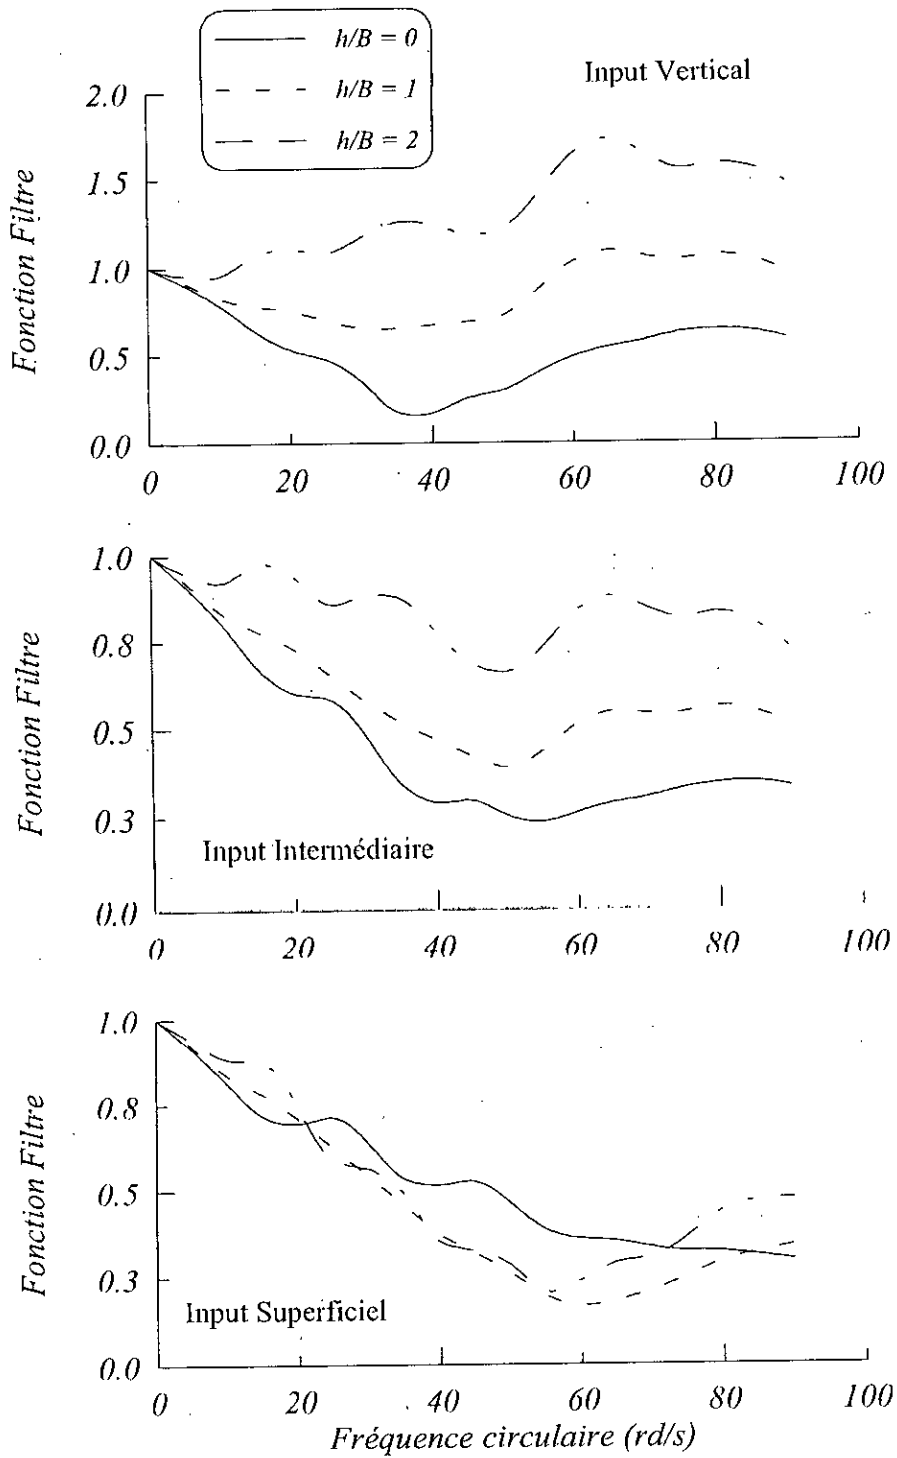 h/B = 0
h/B = 1
h/B = 2
Input Vertical
Fonction Filtre
2.0
1.5
1.0
0.5
0.0
0 20 40 60 80 100
Fonction Filtre
1.0
0.8
0.5
0.3
0.0
Input Intermédiaire
0 20 40 60 80 100
Fonction Filtre
1.0
0.8
0.5
0.3
0.0
Input Superficiel
0 20 40 60 80 100
Fréquence circulaire (rd/s)